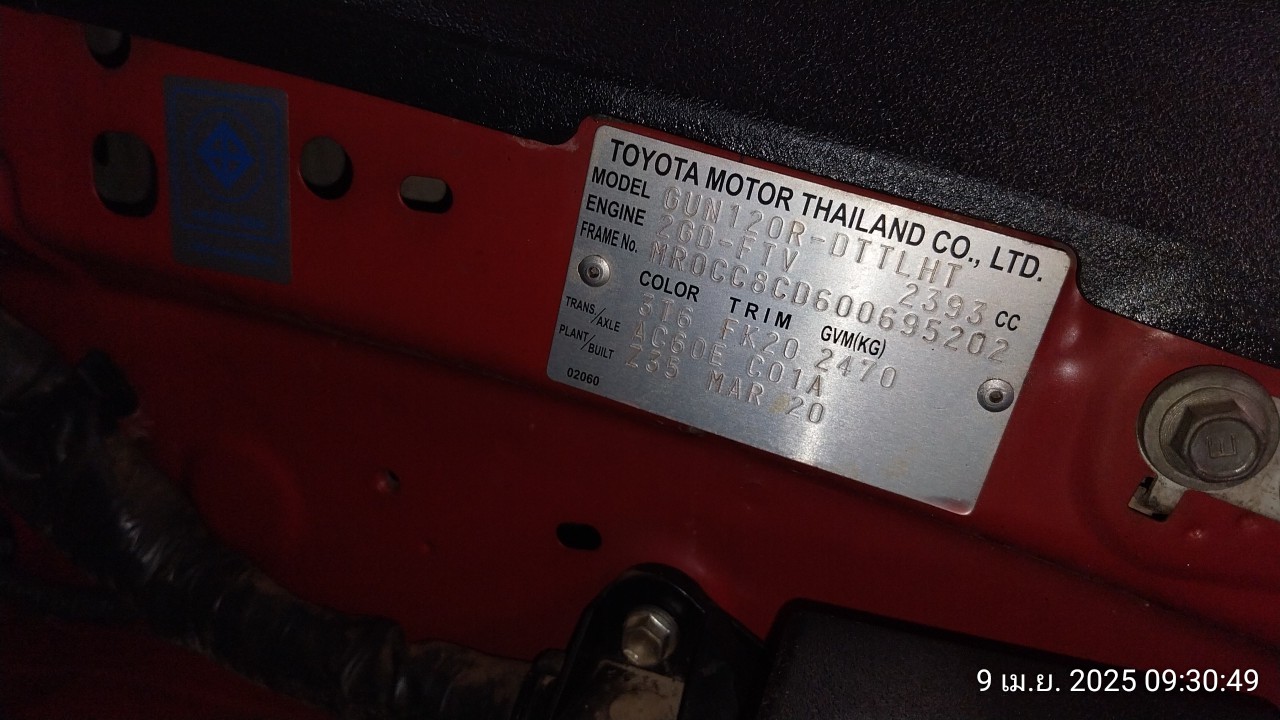 TOYOTA MOTOR THAILAND CO., LTD.
MODEL GUN120R-DTTLHT
ENGINE 2GD-FTV 2393 CC
FRAME No. MR0CC8CD600695202
COLOR TRIM GVM(KG)
3T6 FK20 2470
TRANS./AXLE AC60E C01A
PLANT/BUILT Z35 MAR 20
02060
E
9 เม.ย. 2025 09:30:49